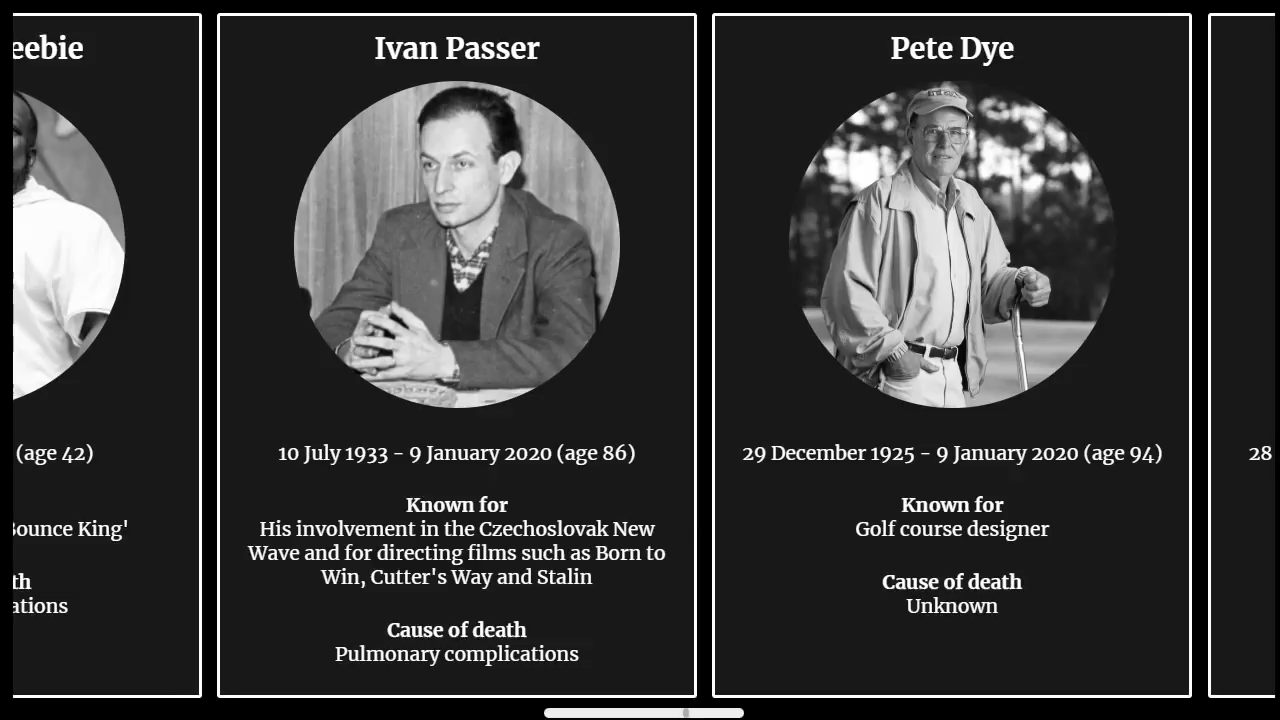 eebie
(age 42)
Bounce King'
th
ations
Ivan Passer
10 July 1933 - 9 January 2020 (age 86)
Known for
His involvement in the Czechoslovak New
Wave and for directing films such as Born to
Win, Cutter's Way and Stalin
Cause of death
Pulmonary complications
Pete Dye
29 December 1925 - 9 January 2020 (age 94)
Known for
Golf course designer
Cause of death
Unknown
28